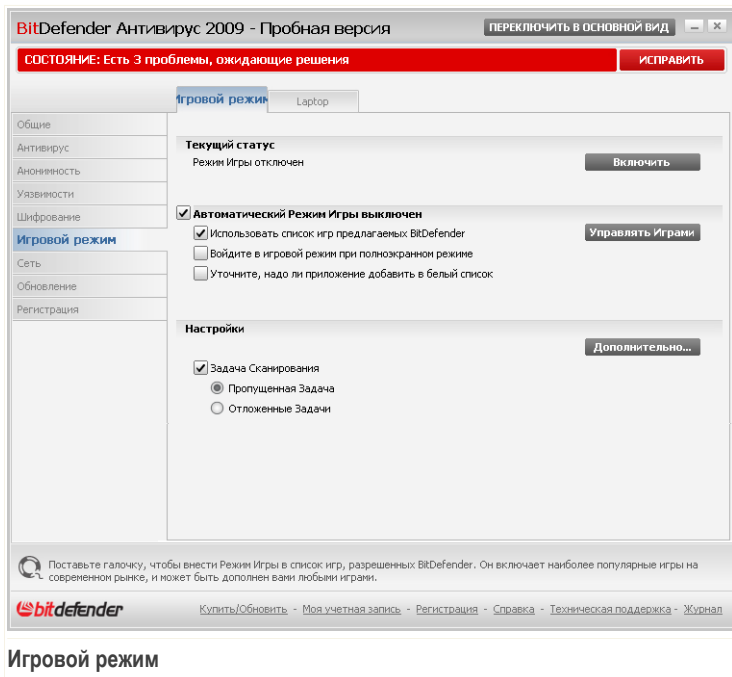 BitDefender Антивирус 2009 - Пробная версия
ПЕРЕКЛЮЧИТЬ В ОСНОВНОЙ ВИД
СОСТОЯНИЕ: Есть 3 проблемы, ожидающие решения
ИСПРАВИТЬ
Игровой режим
Laptop
Общие
Антивирус
Анонимность
Уязвимости
Шифрование
Игровой режим
Сеть
Обновление
Регистрация
Текущий статус
Режим Игры отключен
Включить
Автоматический Режим Игры выключен
Использовать список игр предлагаемых BitDefender
Управлять Играми
Войдите в игровой режим при полноэкранном режиме
Уточните, надо ли приложение добавить в белый список
Настройки
Дополнительно...
Задача Сканирования
Пропущенная Задача
Отложенные Задачи
Поставьте галочку, чтобы внести Режим Игры в список игр, разрешенных BitDefender. Он включает наиболее популярные игры на
современном рынке, и может быть дополнен вами любыми играми.
bitdefender
Купить/Обновить - Моя учетная запись - Регистрация - Справка - Техническая поддержка - Журнал
Игровой режим